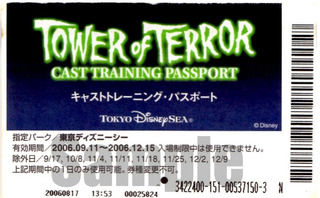 TOWER of TERROR
CAST TRAINING PASSPORT
キャストトレーニング・パスポート
TOKYO DISNEY SEA®
© Disney
指定パーク/東京ディズニーシー
有効期間/2006.09.11~2006.12.15 入場制限中は使用できません。
除外日/9/17, 10/8, 11/4, 11/11, 11/18, 11/25, 12/2, 12/9
上記期間中の1日のみ使用可能。券種変更不可。
Sample
20060817 13:53 00025824
3422400-151-00537150-3 N